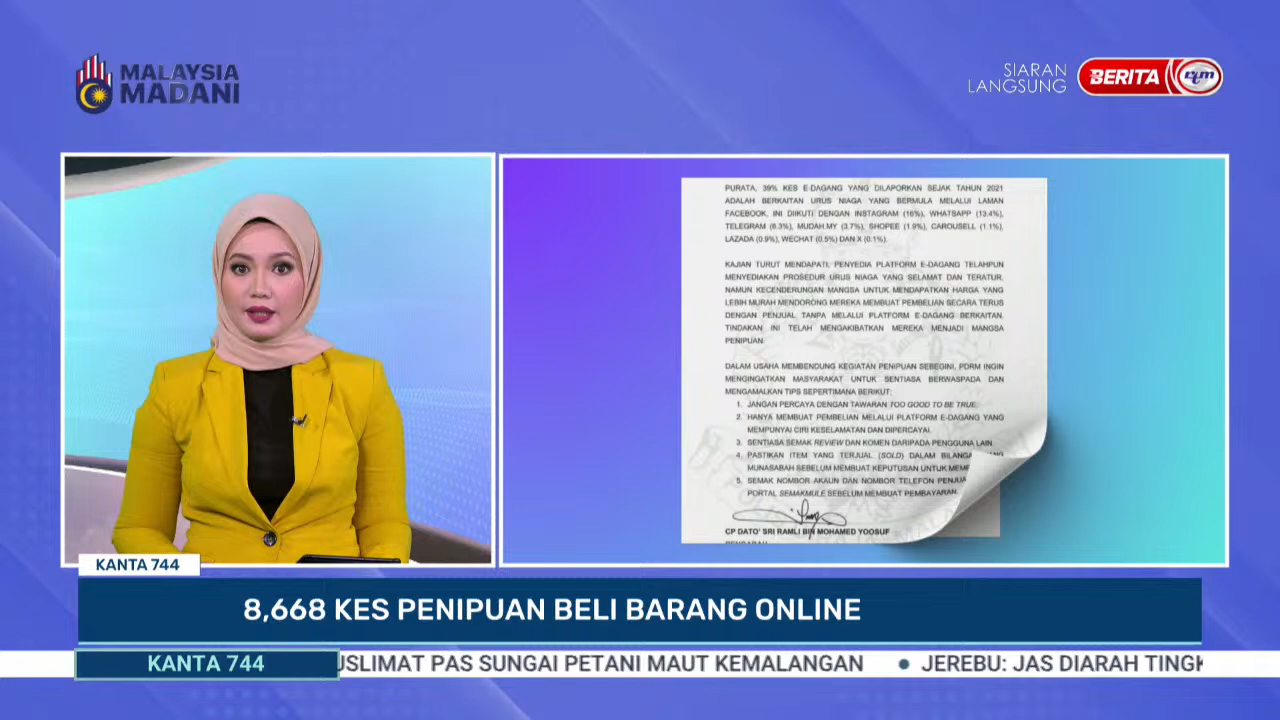 MALAYSIA
MADANI
SIARAN
LANGSUNG
BERITA rtm
PURATA, 39% KES E-DAGANG YANG DILAPORKAN SEJAK TAHUN 2021
ADALAH BERKAITAN URUS NIAGA YANG BERMULA MELALUI LAMAN
FACEBOOK, INI DIIKUTI DENGAN INSTAGRAM (16%), WHATSAPP (13.4%),
TELEGRAM (6.3%), MUDAH.MY (3.7%), SHOPEE (1.9%), CAROUSELL (1.1%),
LAZADA (0.9%), WECHAT (0.5%) DAN X (0.1%).
KAJIAN TURUT MENDAPATI, PENYEDIA PLATFORM E-DAGANG TELAHPUN
MENYEDIAKAN PROSEDUR URUS NIAGA YANG SELAMAT DAN TERATUR,
NAMUN KECENDERUNGAN MANGSA UNTUK MENDAPATKAN HARGA YANG
LEBIH MURAH MENDORONG MEREKA MEMBUAT PEMBELIAN SECARA TERUS
DENGAN PENJUAL TANPA MELALUI PLATFORM E-DAGANG BERKAITAN.
TINDAKAN INI TELAH MENGAKIBATKAN MEREKA MENJADI MANGSA
PENIPUAN.
DALAM USAHA MEMBENDUNG KEGIATAN PENIPUAN SEBEGINI, PDRM INGIN
MENGINGATKAN MASYARAKAT UNTUK SENTIASA BERWASPADA DAN
MENGAMALKAN TIPS SEPERTIMANA BERIKUT:
1. JANGAN PERCAYA DENGAN TAWARAN TOO GOOD TO BE TRUE.
2. HANYA MEMBUAT PEMBELIAN MELALUI PLATFORM E-DAGANG YANG
MEMPUNYAI CIRI KESELAMATAN DAN DIPERCAYAI.
3. SENTIASA SEMAK REVIEW DAN KOMEN DARIPADA PENGGUNA LAIN.
4. PASTIKAN ITEM YANG TERJUAL (SOLD) DALAM BILANGA
MUNASABAH SEBELUM MEMBUAT KEPUTUSAN UNTUK MEM
5. SEMAK NOMBOR AKAUN DAN NOMBOR TELEFON PENJUA
PORTAL SEMAKMULE SEBELUM MEMBUAT PEMBAYARAN.
CP DATO' SRI RAMLI BIN MOHAMED YOOSUF
KANTA 744
8,668 KES PENIPUAN BELI BARANG ONLINE
KANTA 744 USLIMAT PAS SUNGAI PETANI MAUT KEMALANGAN • JEREBU: JAS DIARAH TINGK